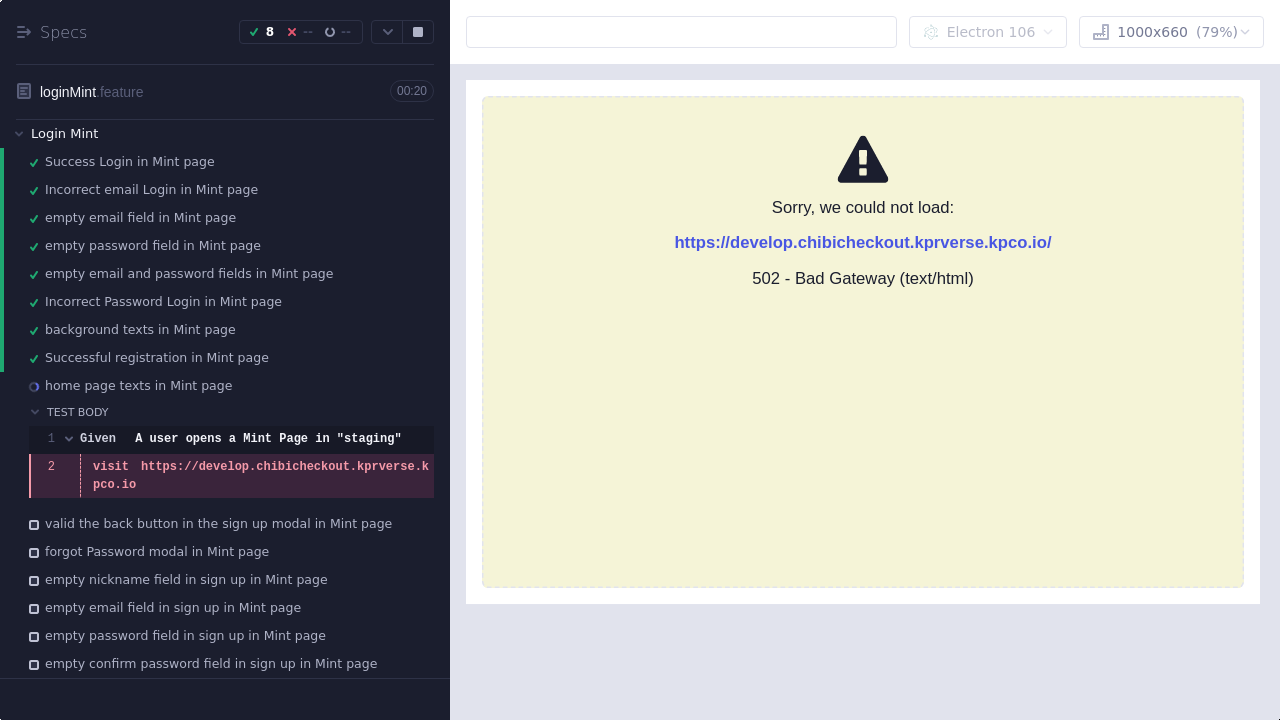 Specs
8
--
--
loginMint.feature
00:20
Login Mint
Success Login in Mint page
Incorrect email Login in Mint page
empty email field in Mint page
empty password field in Mint page
empty email and password fields in Mint page
Incorrect Password Login in Mint page
background texts in Mint page
Successful registration in Mint page
home page texts in Mint page
TEST BODY
1 Given A user opens a Mint Page in "staging"
2 visit https://develop.chibicheckout.kprverse.k
pco.io
valid the back button in the sign up modal in Mint page
forgot Password modal in Mint page
empty nickname field in sign up in Mint page
empty email field in sign up in Mint page
empty password field in sign up in Mint page
empty confirm password field in sign up in Mint page
Electron 106
1000x660 (79%)
Sorry, we could not load:
https://develop.chibicheckout.kprverse.kpco.io/
502 - Bad Gateway (text/html)